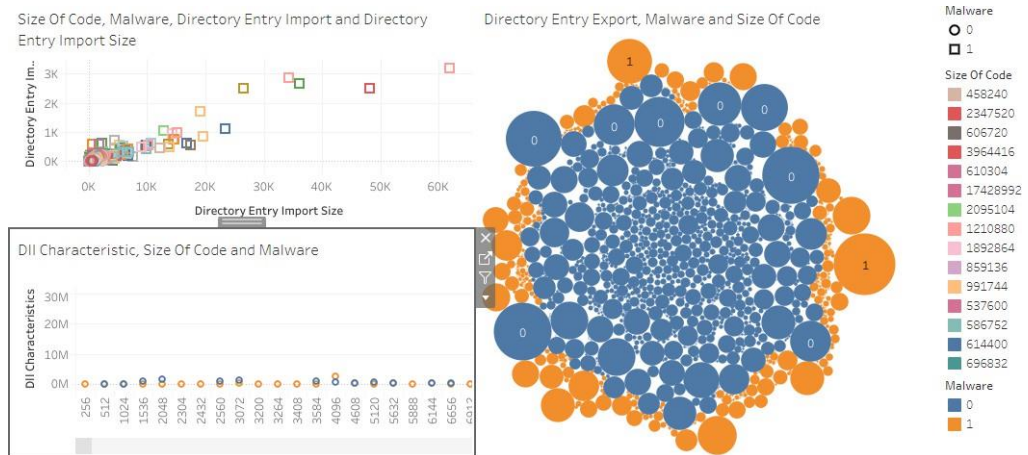 Size Of Code, Malware, Directory Entry Import and Directory
Entry Import Size
Directory Entry Im..
3K
2K
1K
0K
0K
10K
20K
30K
40K
50K
60K
Directory Entry Import Size
Dll Characteristic, Size Of Code and Malware
Dll Characteristics
30M
20M
10M
0M
256
512
1024
1536
2048
2304
2432
2560
3072
3200
3264
3408
3584
4096
4608
5120
5632
5888
6144
6656
Directory Entry Export, Malware and Size Of Code
1
0
0
0
0
0
0
1
0
0
Malware
0
1
Size Of Code
458240
2347520
606720
3964416
610304
17428992
2095104
1210880
1892864
859136
991744
537600
586752
614400
696832
Malware
0
1